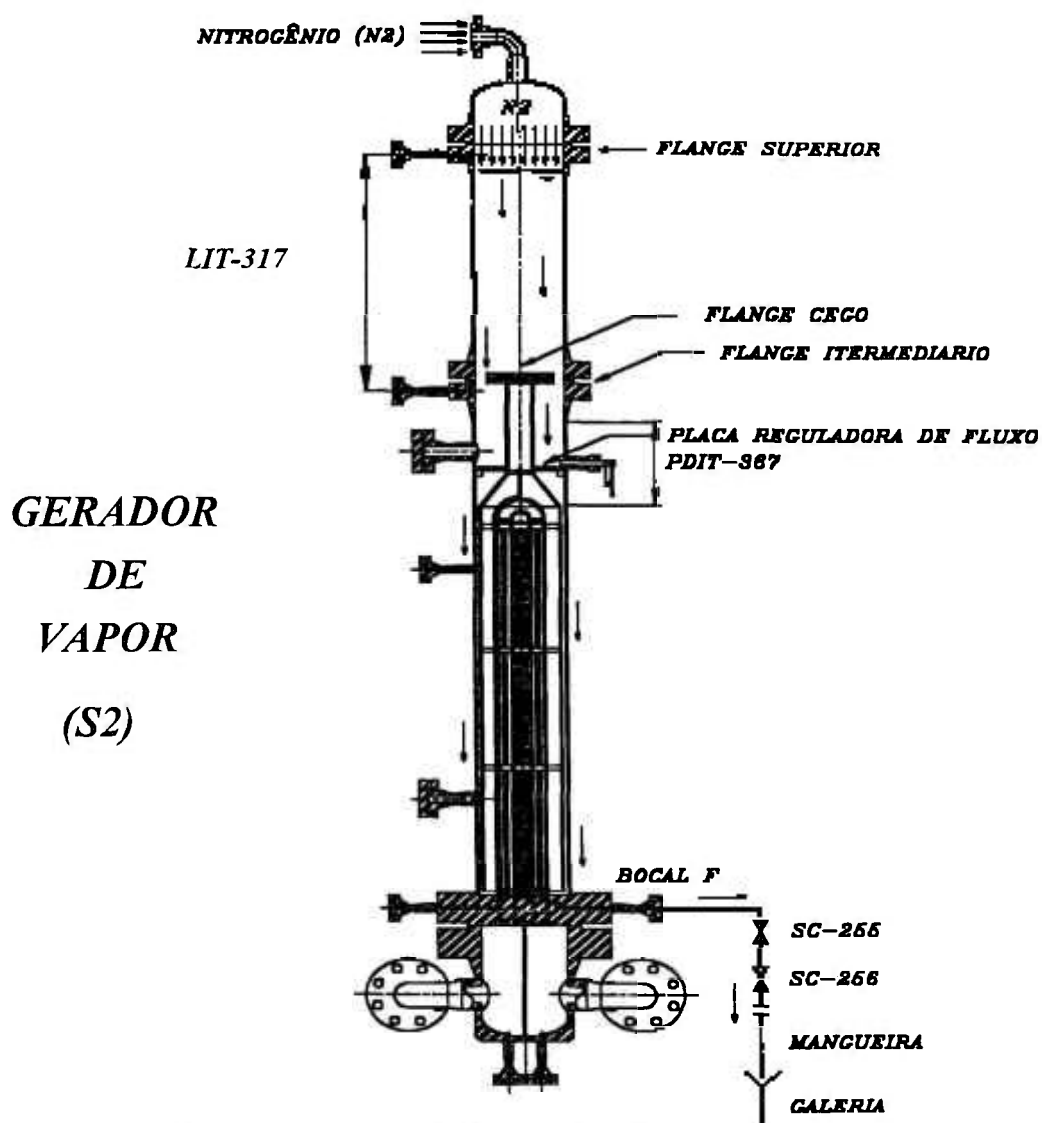 NITROGÊNIO (N2)
N2
FLANGE SUPERIOR
LIT-317
FLANGE CEGO
FLANGE ITERMEDIARIO
PLACA REGULADORA DE FLUXO
PDIT-367
GERADOR
DE
VAPOR
(S2)
BOCAL F
SC-255
SC-256
MANGUEIRA
GALERIA